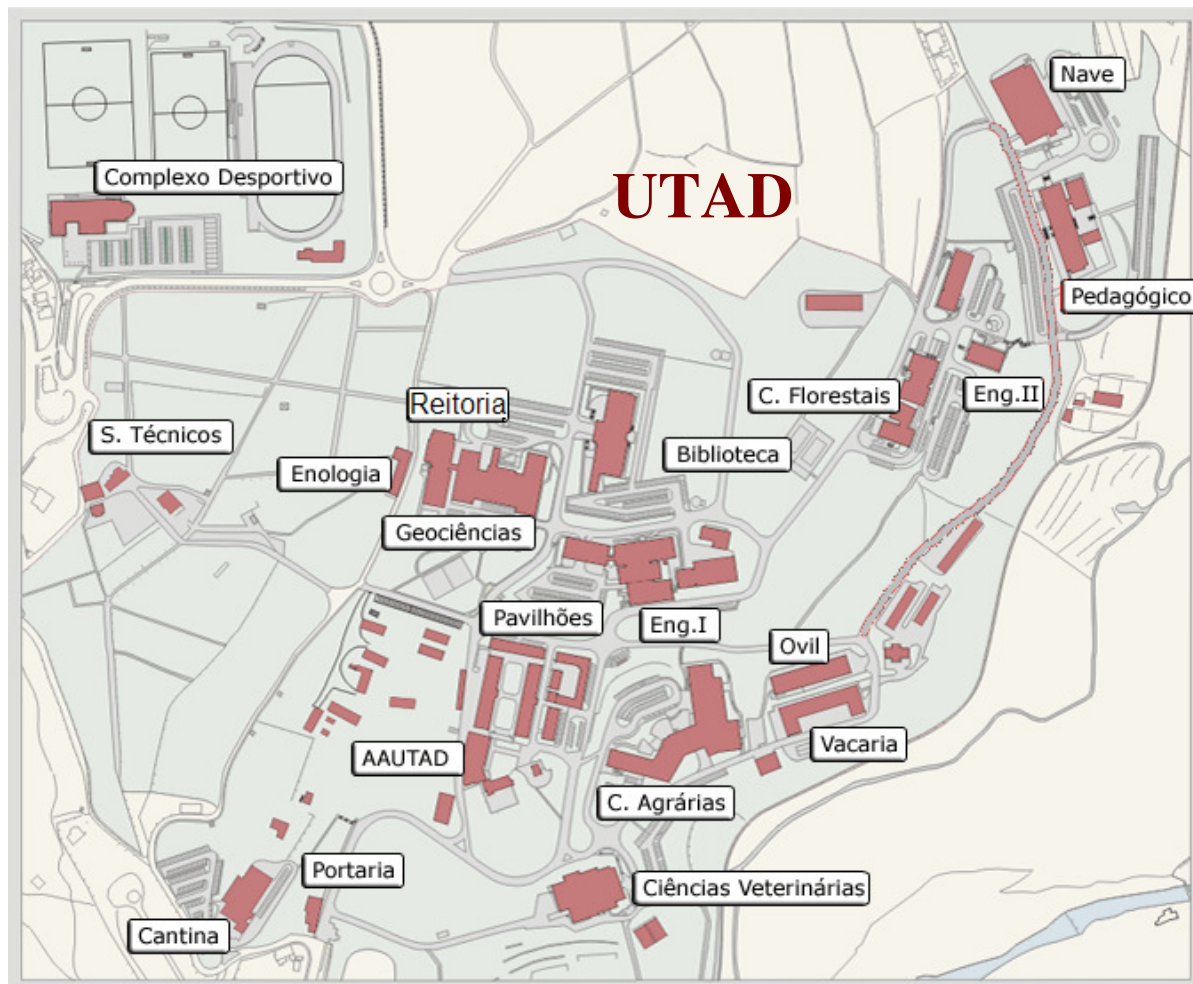 Nave
Complexo Desportivo
UTAD
Pedagógico
C. Florestais
Eng.II
Reitoria
S. Técnicos
Biblioteca
Enologia
Geociências
Pavilhões
Eng.I
Ovil
AAUTAD
Vacaria
C. Agrárias
Portaria
Ciências Veterinárias
Cantina